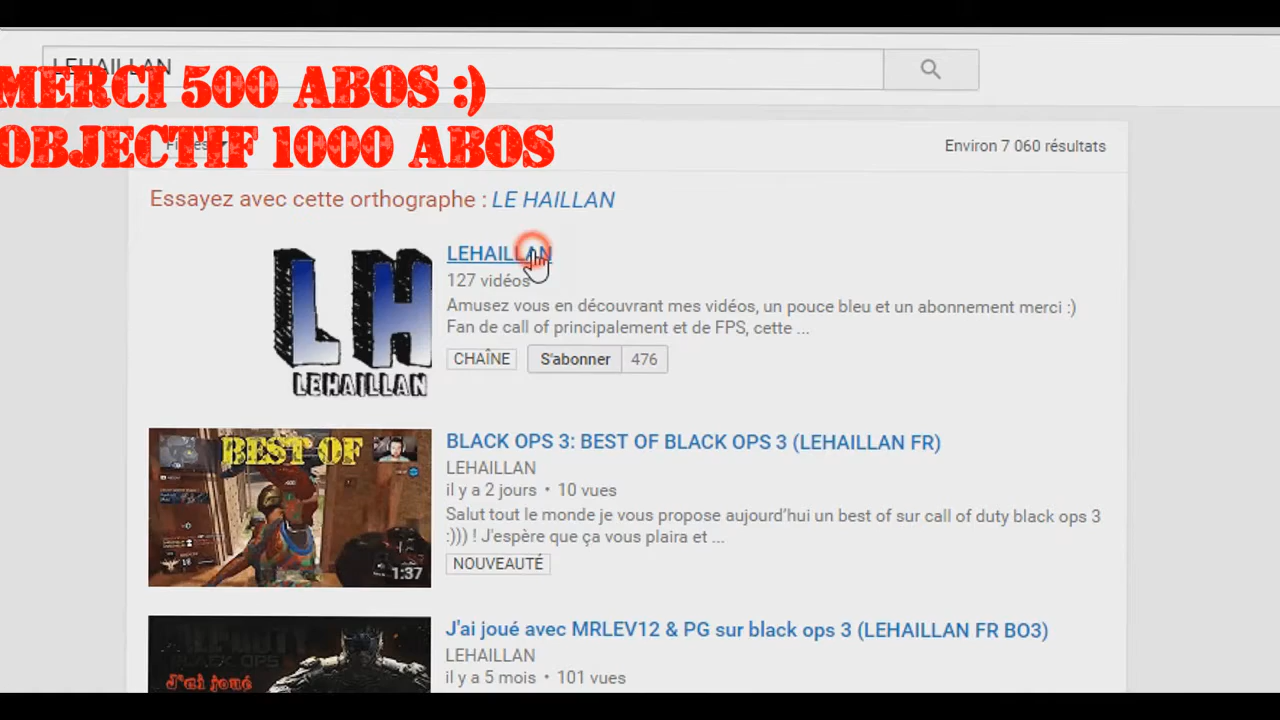 LEHAILLAN
MERCI 500 ABOS :)
OBJECTIF 1000 ABOS
Environ 7 060 résultats
Essayez avec cette orthographe : LE HAILLAN
LH
LEHAILLAN
LEHAILLAN
127 vidéos
Amusez vous en découvrant mes vidéos, un pouce bleu et un abonnement merci :)
Fan de call of principalement et de FPS, cette ...
CHAÎNE S'abonner 476
BEST OF
1:37
BLACK OPS 3: BEST OF BLACK OPS 3 (LEHAILLAN FR)
LEHAILLAN
il y a 2 jours • 10 vues
Salut tout le monde je vous propose aujourd'hui un best of sur call of duty black ops 3
:))) ! J'espère que ça vous plaira et ...
NOUVEAUTÉ
BLACK OPS
J'ai joué
J'ai joué avec MRLEV12 & PG sur black ops 3 (LEHAILLAN FR BO3)
LEHAILLAN
il y a 5 mois • 101 vues